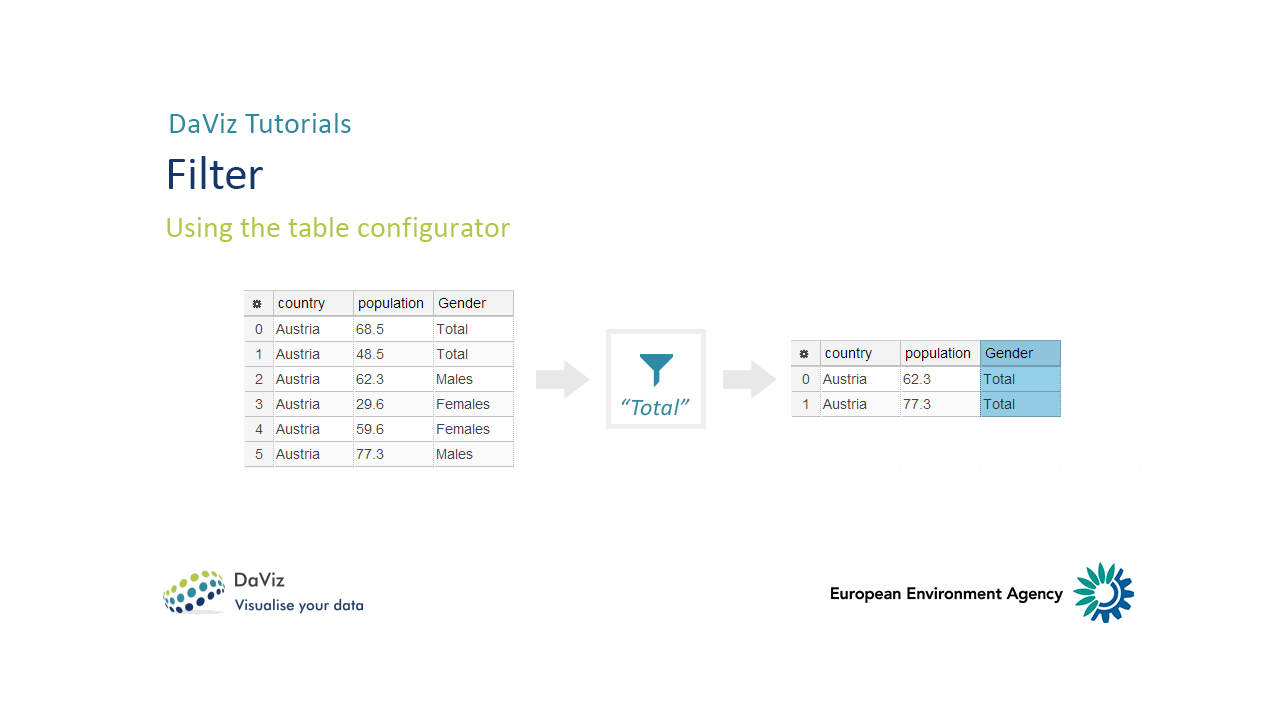 DaViz Tutorials
Filter
Using the table configurator
country population Gender
0 Austria 68.5 Total
1 Austria 48.5 Total
2 Austria 62.3 Males
3 Austria 29.6 Females
4 Austria 59.6 Females
5 Austria 77.3 Males
“Total”
country population Gender
0 Austria 62.3 Total
1 Austria 77.3 Total
DaViz
Visualise your data
European Environment Agency